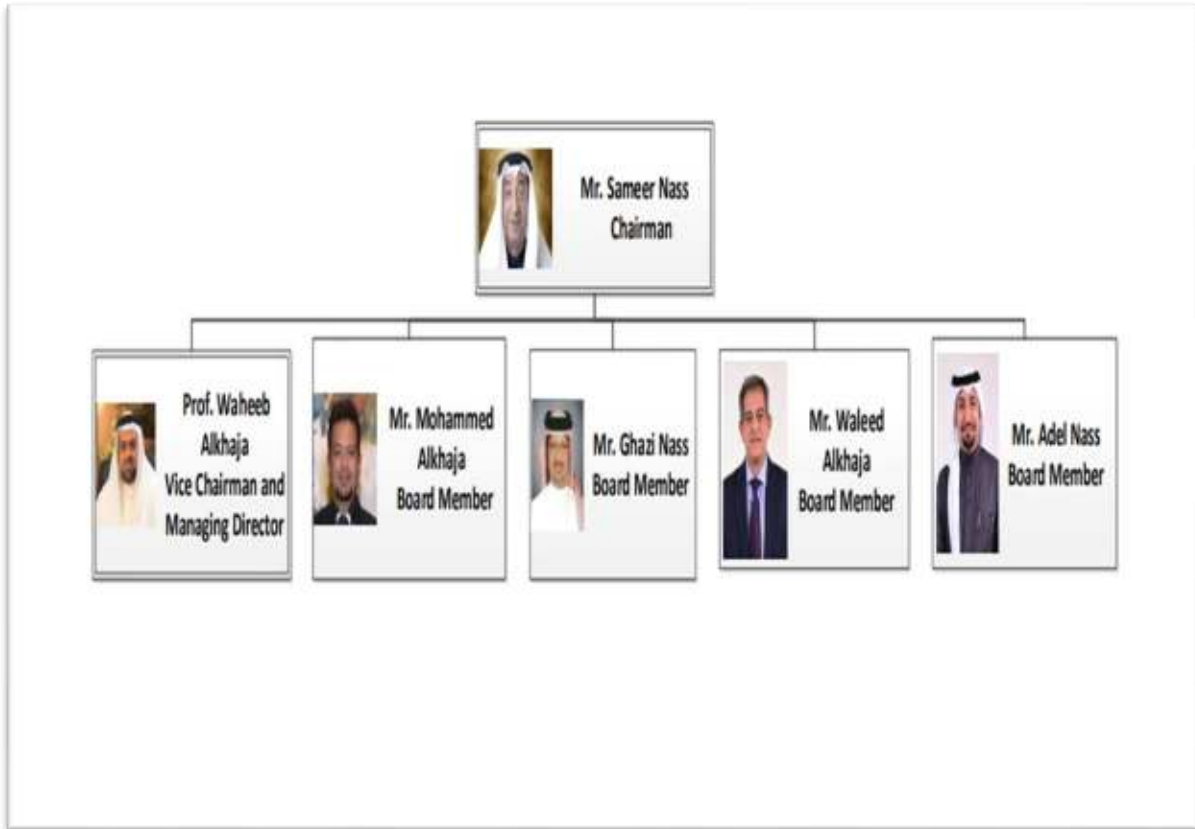 Mr. Sameer Nass
Chairman
Prof. Waheeb
Alkhaja
Vice Chairman and
Managing Director
Mr. Mohammed
Alkhaja
Board Member
Mr. Ghazi Nass
Board Member
Mr. Waleed
Alkhaja
Board Member
Mr. Adel Nass
Board Member